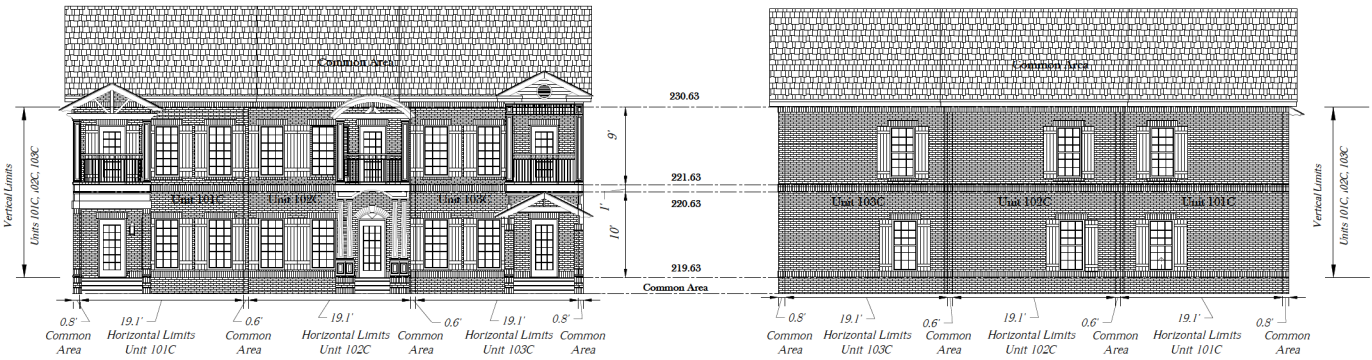 Common Area
Common Area
230.63
9'
Vertical Limits
Units 101C, 102C, 103C
221.63
Unit 101C
Unit 102C
Unit 103C
220.63
1'
10'
219.63
Common Area
Unit 103C
Unit 102C
Unit 101C
Vertical Limits
Units 101C, 102C, 103C
0.8'
Common
Area
19.1'
Horizontal Limits
Unit 101C
0.6'
Common
Area
19.1'
Horizontal Limits
Unit 102C
0.6'
Common
Area
19.1'
Horizontal Limits
Unit 103C
0.8'
Common
Area
0.8'
Common
Area
19.1'
Horizontal Limits
Unit 103C
0.6'
Common
Area
19.1'
Horizontal Limits
Unit 102C
0.6'
Common
Area
19.1'
Horizontal Limits
Unit 101C
0.8'
Common
Area